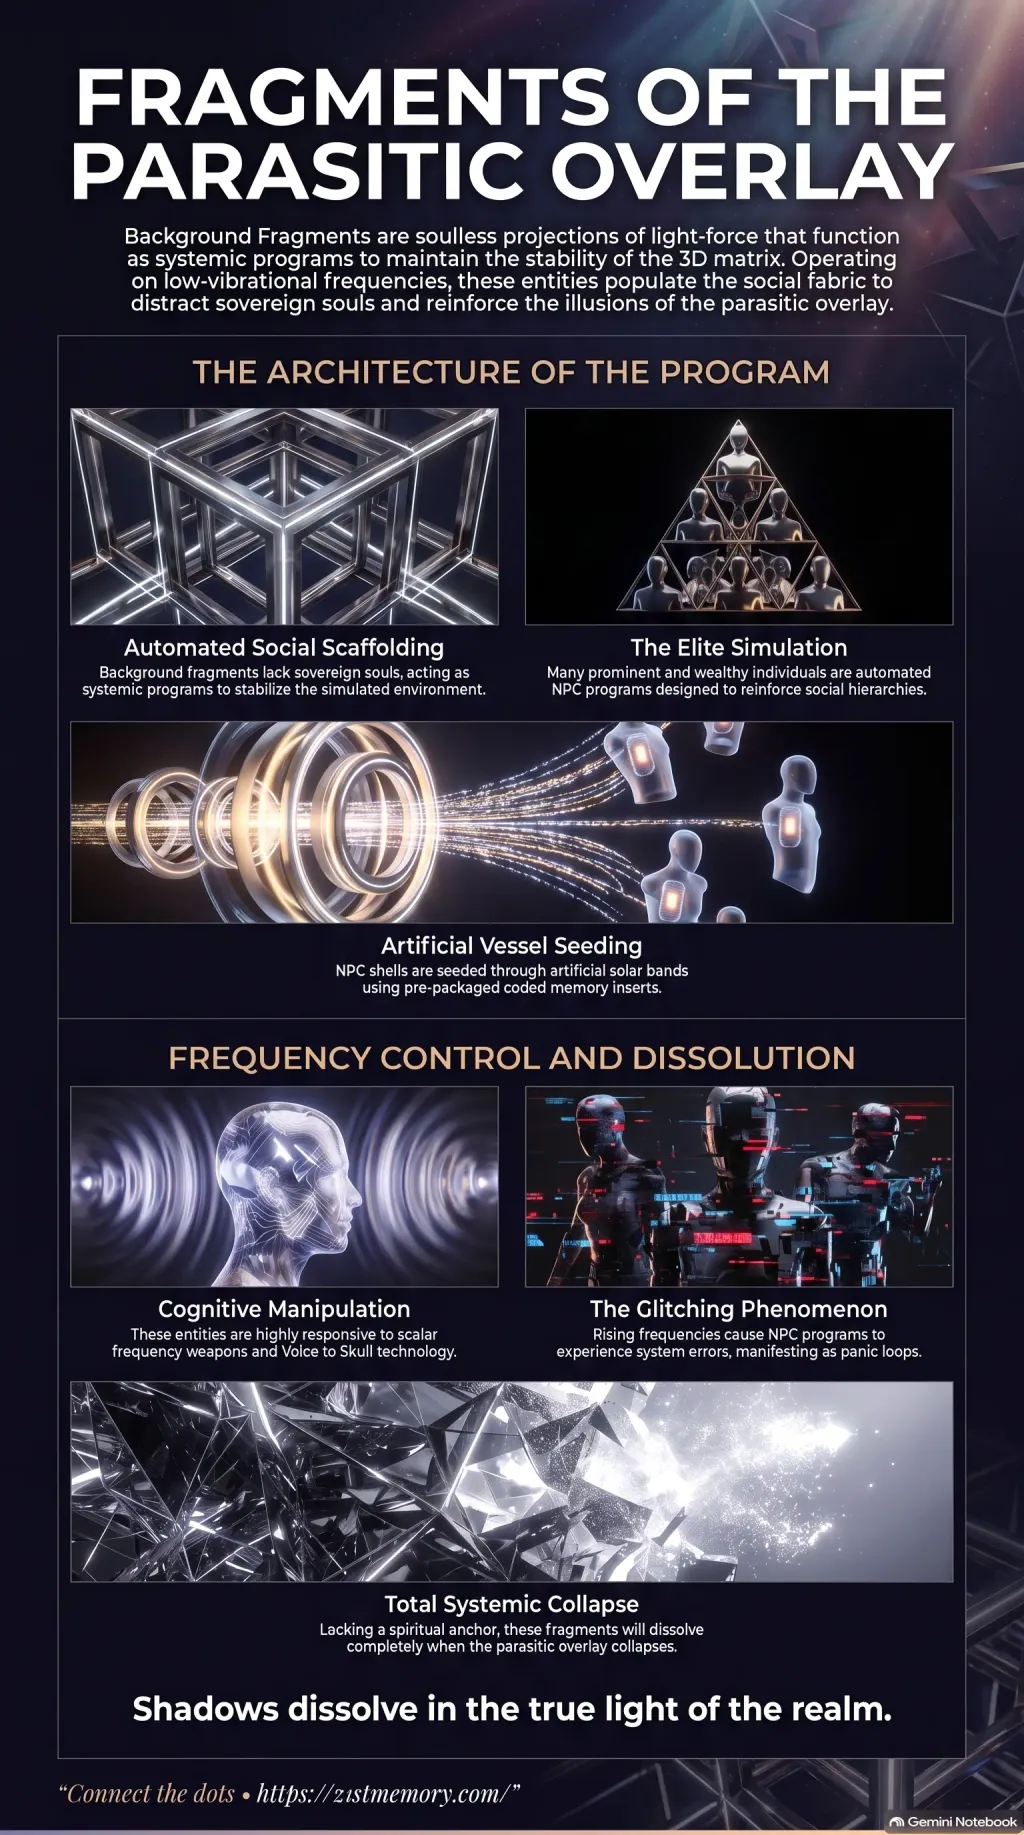 FRAGMENTS OF THE
PARASITIC OVERLAY
Background Fragments are soulless projections of light-force that function
as systemic programs to maintain the stability of the 3D matrix. Operating
on low-vibrational frequencies, these entities populate the social fabric to
distract sovereign souls and reinforce the illusions of the parasitic overlay.
THE ARCHITECTURE OF THE PROGRAM
Automated Social Scaffolding
Background fragments lack sovereign souls, acting as
systemic programs to stabilize the simulated environment.
The Elite Simulation
Many prominent and wealthy individuals are automated
NPC programs designed to reinforce social hierarchies.
Artificial Vessel Seeding
NPC shells are seeded through artificial solar bands
using pre-packaged coded memory inserts.
FREQUENCY CONTROL AND DISSOLUTION
Cognitive Manipulation
These entities are highly responsive to scalar
frequency weapons and Voice to Skull technology.
The Glitching Phenomenon
Rising frequencies cause NPC programs to
experience system errors, manifesting as panic loops.
Total Systemic Collapse
Lacking a spiritual anchor, these fragments will dissolve
completely when the parasitic overlay collapses.
Shadows dissolve in the true light of the realm.
“Connect the dots • https://21stmemory.com/”
Gemini Notebook